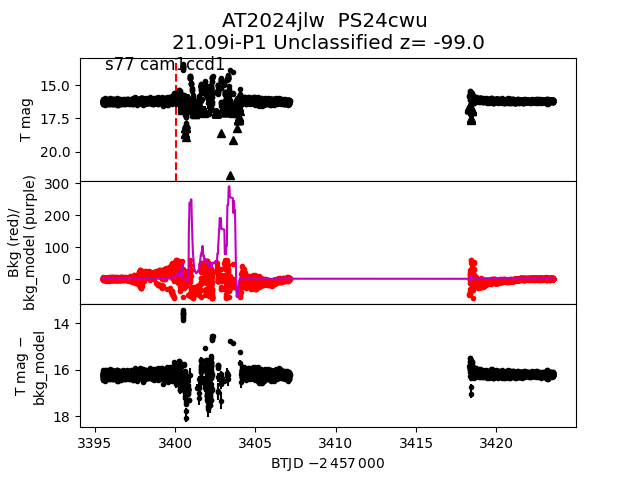 AT2024jlw  PS24cwu
21.09i-P1 Unclassified z= -99.0
s77 cam1ccd1
T mag
15.0
17.5
20.0
Bkg (red)/
bkg_model (purple)
300
200
100
0
T mag −
bkg_model
14
16
18
3395
3400
3405
3410
3415
3420
BTJD −2 457 000